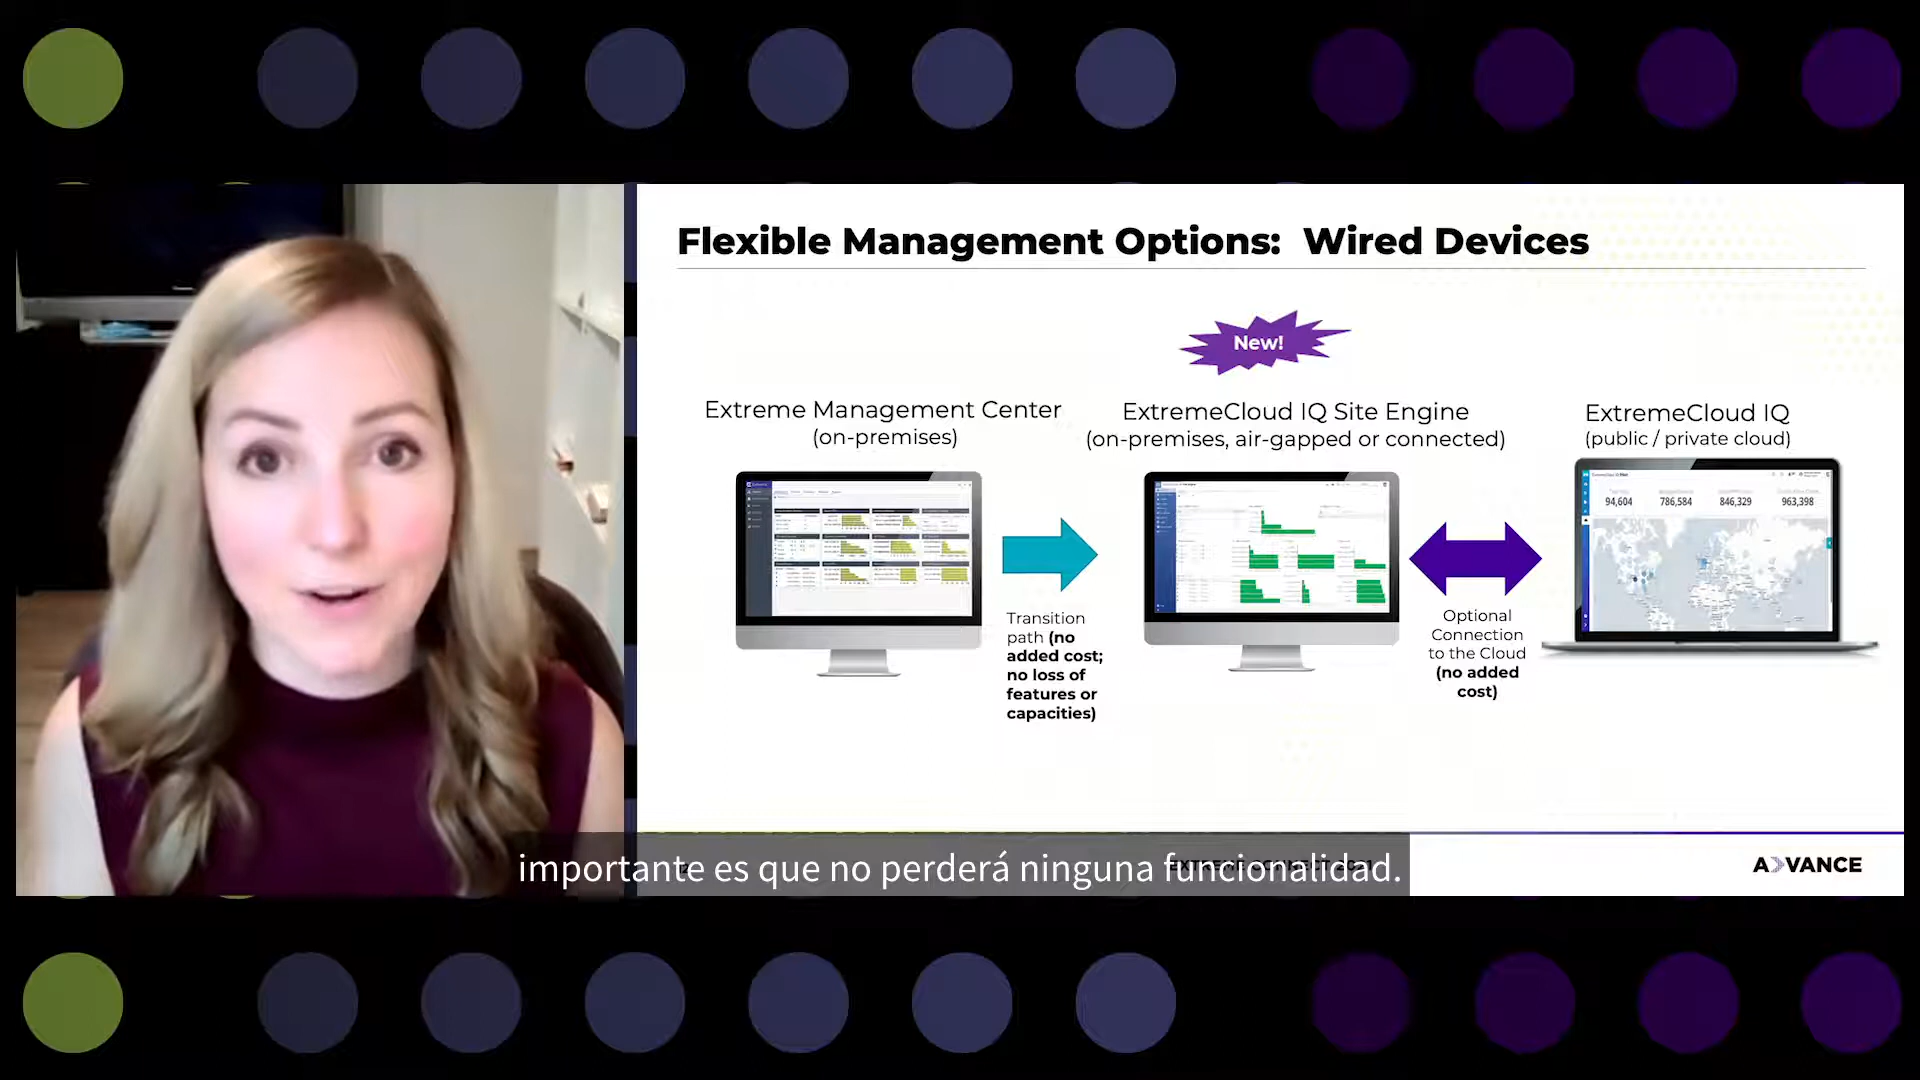 Flexible Management Options: Wired Devices
New!
Extreme Management Center
(on-premises)
ExtremeCloud IQ Site Engine
(on-premises, air-gapped or connected)
ExtremeCloud IQ
(public / private cloud)
94,604 786,584 846,329 963,398
Transition
path (no
added cost;
no loss of
features or
capacities)
Optional
Connection
to the Cloud
(no added
cost)
importante es que no perderá ninguna funcionalidad.
ADVANCE